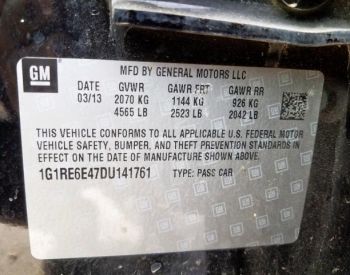 GM
MFD BY GENERAL MOTORS LLC
DATE GVWR GAWR FRT GAWR RR
03/13 2070 KG 1144 KG 926 KG
4565 LB 2523 LB 2042 LB
THIS VEHICLE CONFORMS TO ALL APPLICABLE U.S. FEDERAL MOTOR
VEHICLE SAFETY, BUMPER, AND THEFT PREVENTION STANDARDS
IN EFFECT ON THE DATE OF MANUFACTURE SHOWN ABOVE.
1G1RE6E47DU141761 TYPE: PASS CAR